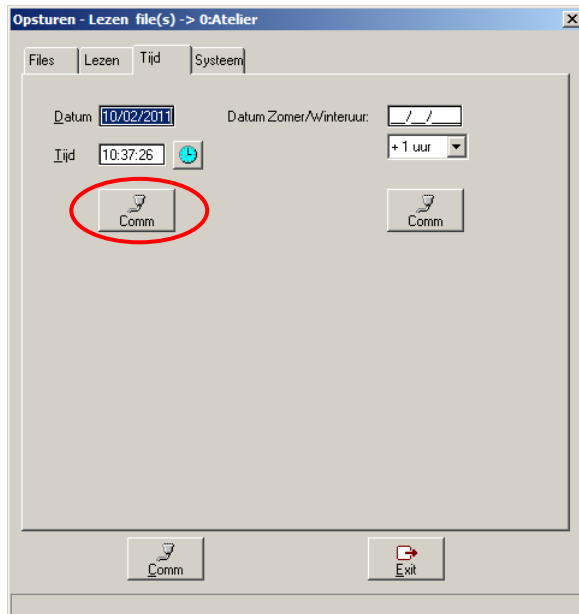 Opsturen - Lezen file(s) -> 0:Atelier
Files Lezen Tijd Systeem
Datum 10/02/2011 Datum Zomer/Winteruur: __/__/____
Tijd 10:37:26 + 1 uur
Comm Comm
Comm Exit